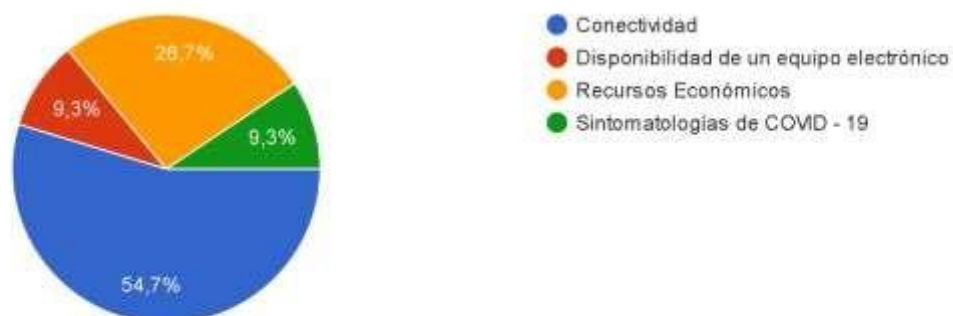 Conectividad
Disponibilidad de un equipo electrónico
Recursos Económicos
Sintomatologías de COVID - 19
26,7%
9,3%
9,3%
54,7%